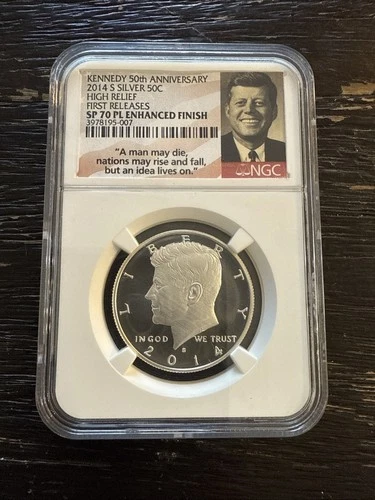 KENNEDY 50th ANNIVERSARY
2014 S SILVER 50C
HIGH RELIEF
FIRST RELEASES
SP 70 PL ENHANCED FINISH
3978195-007
"A man may die,
nations may rise and fall,
but an idea lives on."
NGC
LIBERTY
IN GOD WE TRUST
S
2014